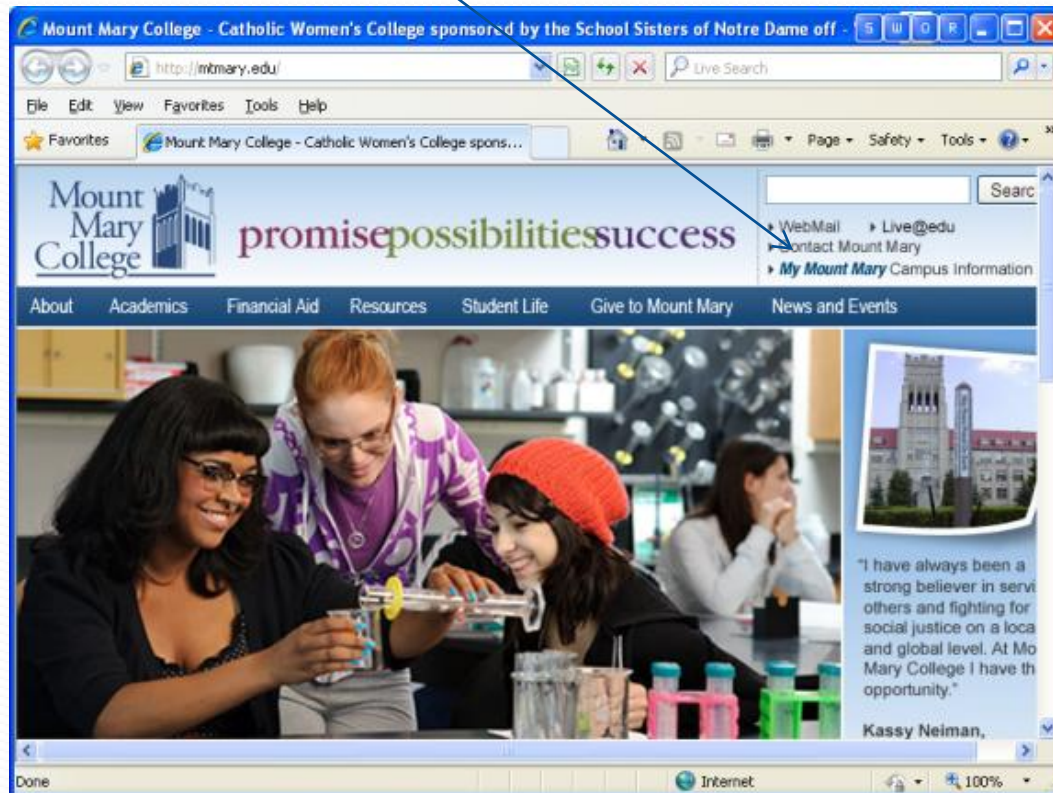 Mount Mary College - Catholic Women's College sponsored by the School Sisters of Notre Dame off -
S W O R
http://mtmary.edu/
Live Search
File Edit View Favorites Tools Help
Favorites
Mount Mary College - Catholic Women's College spons...
Page Safety Tools
Mount
Mary
College
promisepossibilitiessuccess
Searc
WebMail Live@edu
Contact Mount Mary
My Mount Mary Campus Information
About Academics Financial Aid Resources Student Life Give to Mount Mary News and Events
"I have always been a
strong believer in servi
others and fighting for
social justice on a loca
and global level. At Mo
Mary College I have th
opportunity."
Kassy Neiman,
Done
Internet
100%